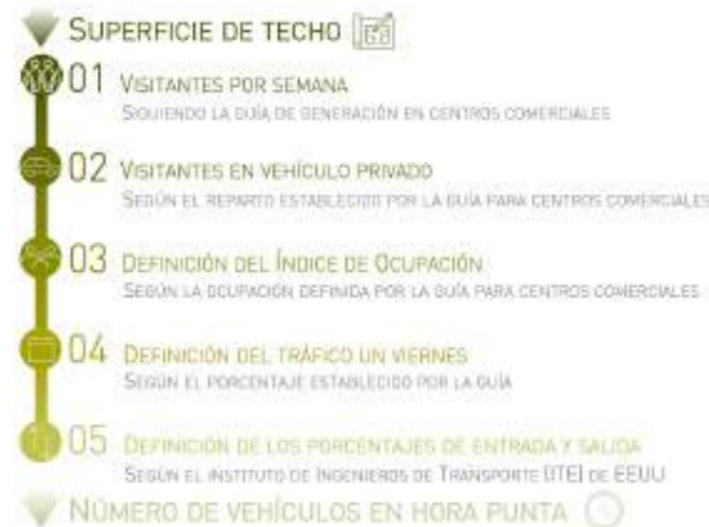 SUPERFICIE DE TECHO
01 VISITANTES POR SEMANA
SIGUIENDO LA GUÍA DE GENERACIÓN EN CENTROS COMERCIALES
02 VISITANTES EN VEHÍCULO PRIVADO
SEGÚN EL REPARTO ESTABLECIDO POR LA GUÍA PARA CENTROS COMERCIALES
03 DEFINICIÓN DEL ÍNDICE DE OCUPACIÓN
SEGÚN LA OCUPACIÓN DEFINIDA POR LA GUÍA PARA CENTROS COMERCIALES
04 DEFINICIÓN DEL TRÁFICO UN VIERNES
SEGÚN EL PORCENTAJE ESTABLECIDO POR LA GUÍA
05 DEFINICIÓN DE LOS PORCENTAJES DE ENTRADA Y SALIDA
SEGÚN EL INSTITUTO DE INGENIEROS DE TRANSPORTE (ITE) DE EEUU
NÚMERO DE VEHÍCULOS EN HORA PUNTA